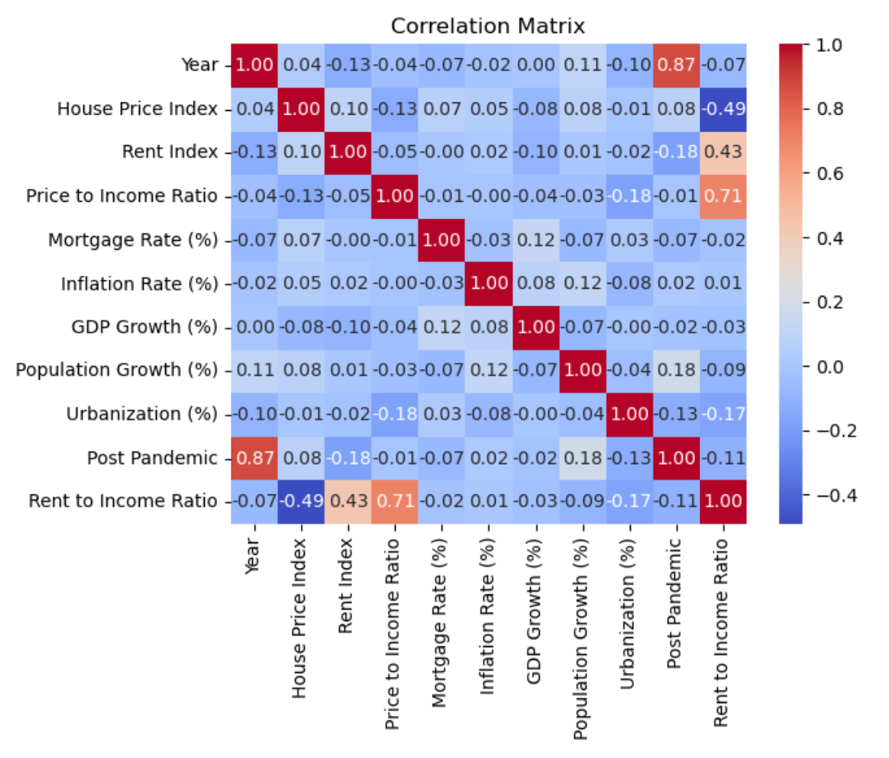 Correlation Matrix
Year 1.00 0.04 -0.13 -0.04 -0.07 -0.02 0.00 0.11 -0.10 0.87 -0.07
House Price Index 0.04 1.00 0.10 -0.13 0.07 0.05 -0.08 0.08 -0.01 0.08 -0.49
Rent Index -0.13 0.10 1.00 -0.05 -0.00 0.02 -0.10 0.01 -0.02 -0.18 0.43
Price to Income Ratio -0.04 -0.13 -0.05 1.00 -0.01 -0.00 -0.04 -0.03 -0.18 -0.01 0.71
Mortgage Rate (%) -0.07 0.07 -0.00 -0.01 1.00 -0.03 0.12 -0.07 0.03 -0.07 -0.02
Inflation Rate (%) -0.02 0.05 0.02 -0.00 -0.03 1.00 0.08 0.12 -0.08 0.02 0.01
GDP Growth (%) 0.00 -0.08 -0.10 -0.04 0.12 0.08 1.00 -0.07 -0.00 -0.02 -0.03
Population Growth (%) 0.11 0.08 0.01 -0.03 -0.07 0.12 -0.07 1.00 -0.04 0.18 -0.09
Urbanization (%) -0.10 -0.01 -0.02 -0.18 0.03 -0.08 -0.00 -0.04 1.00 -0.13 -0.17
Post Pandemic 0.87 0.08 -0.18 -0.01 -0.07 0.02 -0.02 0.18 -0.13 1.00 -0.11
Rent to Income Ratio -0.07 -0.49 0.43 0.71 -0.02 0.01 -0.03 -0.09 -0.17 -0.11 1.00
Year
House Price Index
Rent Index
Price to Income Ratio
Mortgage Rate (%)
Inflation Rate (%)
GDP Growth (%)
Population Growth (%)
Urbanization (%)
Post Pandemic
Rent to Income Ratio
1.0
0.8
0.6
0.4
0.2
0.0
−0.2
−0.4